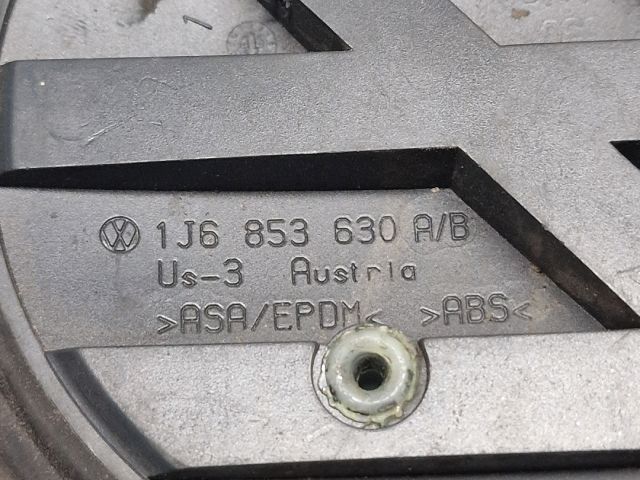 1J6 853 630 A/B
Us-3 Austria
>ASA/EPDM< >ABS<